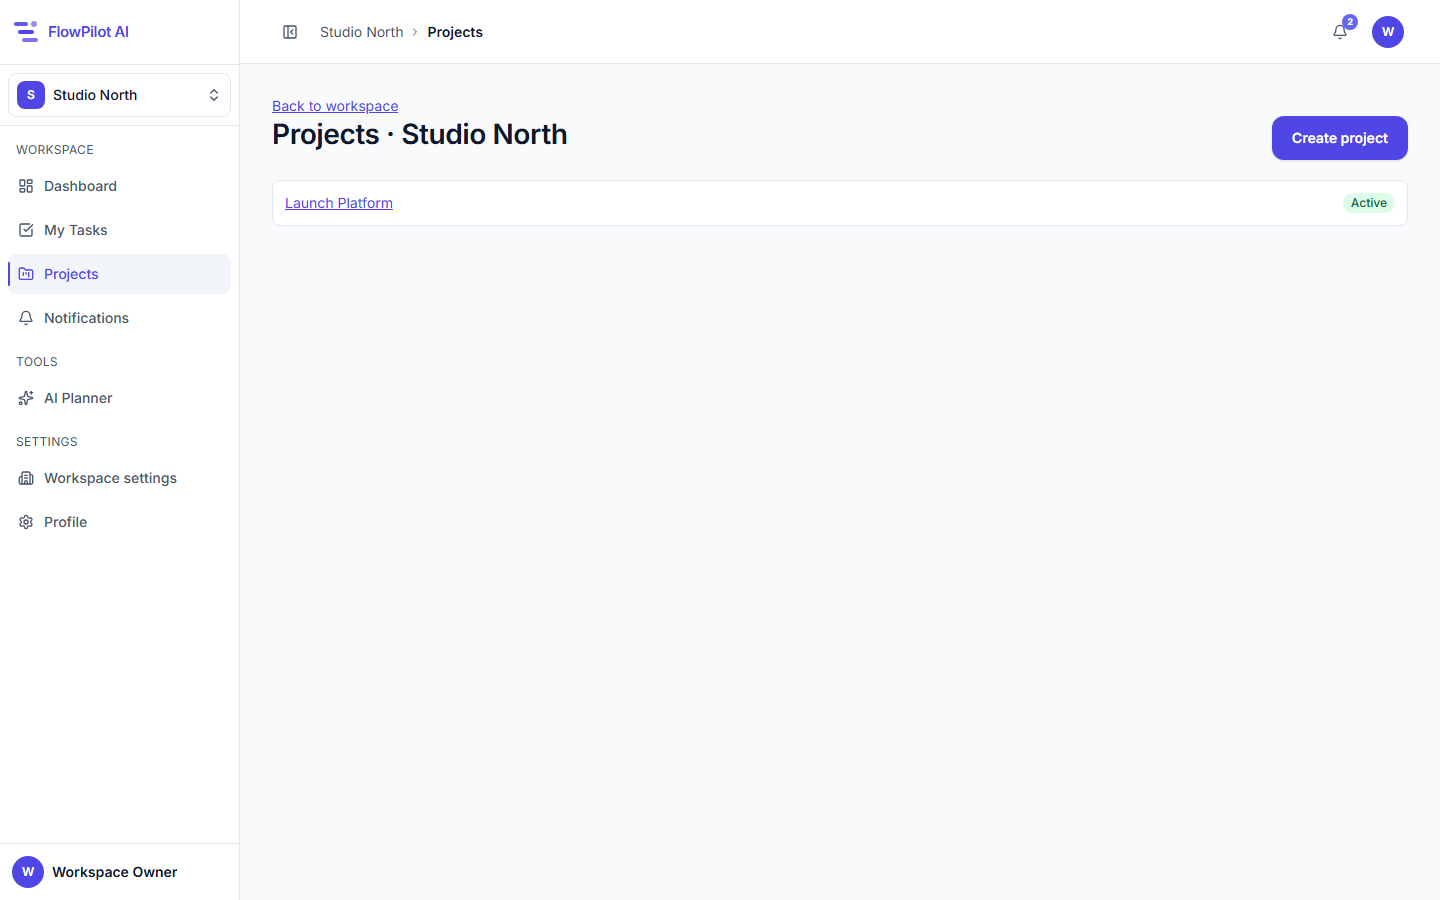 FlowPilot AI
Studio North › Projects
2
W
S Studio North
WORKSPACE
Dashboard
My Tasks
Projects
Notifications
TOOLS
AI Planner
SETTINGS
Workspace settings
Profile
W Workspace Owner
Back to workspace
Projects · Studio North
Create project
Launch Platform
Active